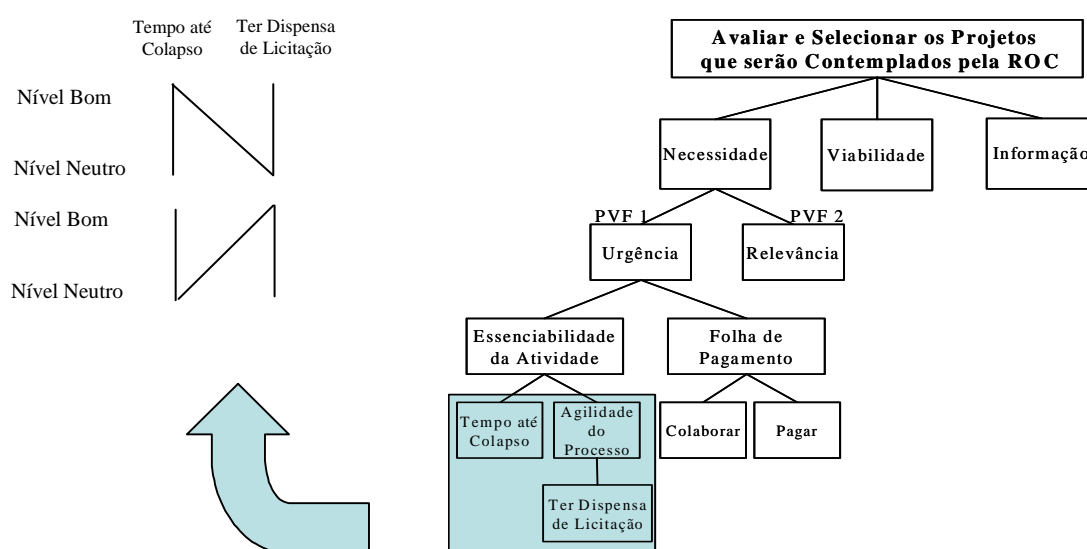 Tempo até
Colapso
Ter Dispensa
de Licitação
Nível Bom
Nível Neutro
Nível Bom
Nível Neutro
Avaliar e Selecionar os Projetos
que serão Contemplados pela ROC
Necessidade
Viabilidade
Informação
PVF 1
PVF 2
Urgência
Relevância
Essenciabilidade
da Atividade
Folha de
Pagamento
Tempo até
Colapso
Agilidade
do
Processo
Colaborar
Pagar
Ter Dispensa
de Licitação